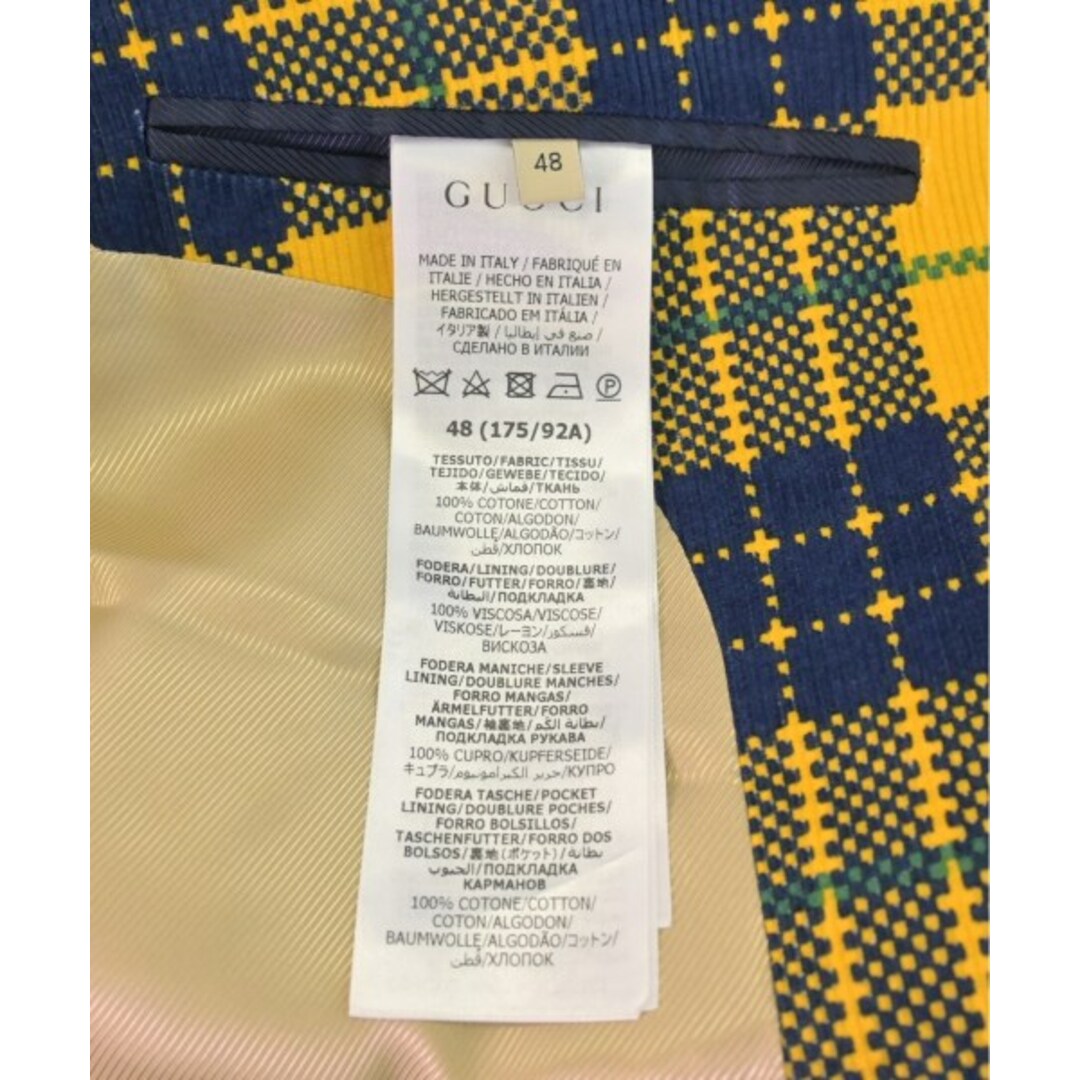 48
GUCCI
MADE IN ITALY / FABRIQUÉ EN
ITALIE / HECHO EN ITALIA /
HERGESTELLT IN ITALIEN /
FABRICADO EM ITÁLIA /
イタリア製 / صنع في إيطاليا /
СДЕЛАНО В ИТАЛИИ
P
48 (175/92A)
TESSUTO/FABRIC/TISSU/
TEJIDO/GEWEBE/TECIDO/
本体/قماش/ТКАНЬ
100% COTONE/COTTON/
COTON/ALGODON/
BAUMWOLLE/ALGODÃO/コットン/
قطن/ХЛОПОК
FODERA/LINING/DOUBLURE/
FORRO/FUTTER/FORRO/裏地/
البطانة/ПОДКЛАДКА
100% VISCOSA/VISCOSE/
VISKOSE/レーヨン/فسكوز/
ВИСКОЗА
FODERA MANICHE/SLEEVE
LINING/DOUBLURE MANCHES/
FORRO MANGAS/
ÄRMELFUTTER/FORRO
MANGAS/袖裏地/بطانة الكم/
ПОДКЛАДКА РУКАВА
100% CUPRO/KUPFERSEIDE/
キュプラ/حرير الكبرامونيوم/КУПРО
FODERA TASCHE/POCKET
LINING/DOUBLURE POCHES/
FORRO BOLSILLOS/
TASCHENFUTTER/FORRO DOS
BOLSOS/裏地(ポケット)/بطانة
الجيوب/ПОДКЛАДКА
КАРМАНОВ
100% COTONE/COTTON/
COTON/ALGODON/
BAUMWOLLE/ALGODÃO/コットン/
قطن/ХЛОПОК